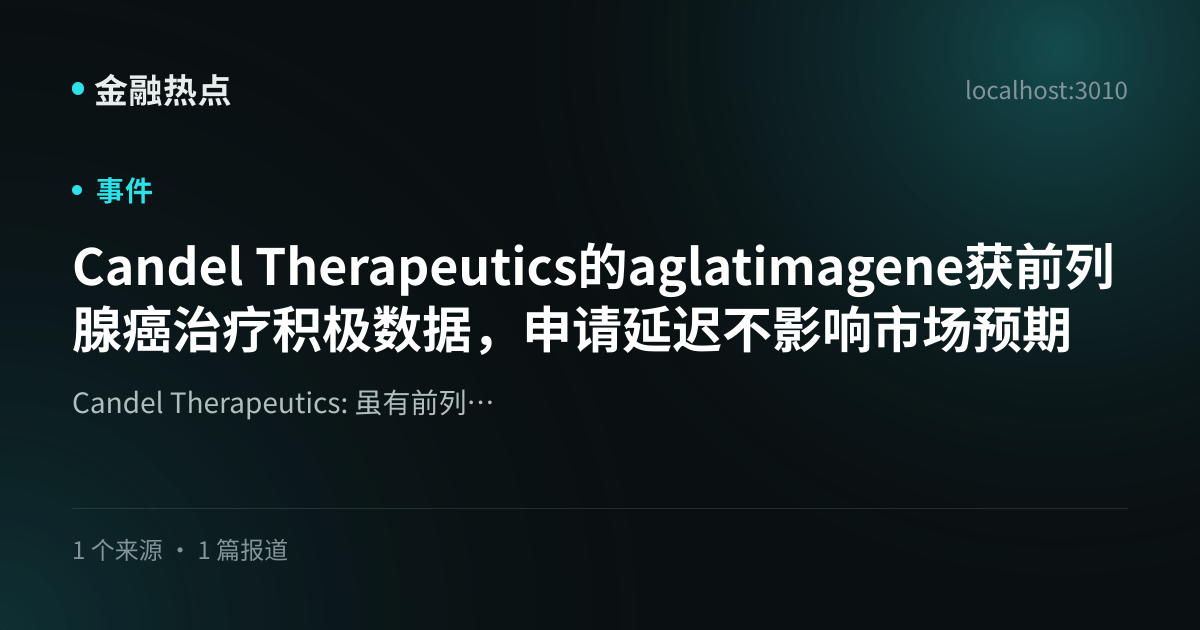 金融热点
localhost:3010
事件
Candel Therapeutics的aglatimagene获前列
腺癌治疗积极数据，申请延迟不影响市场预期
Candel Therapeutics: 虽有前列…
1 个来源 · 1 篇报道